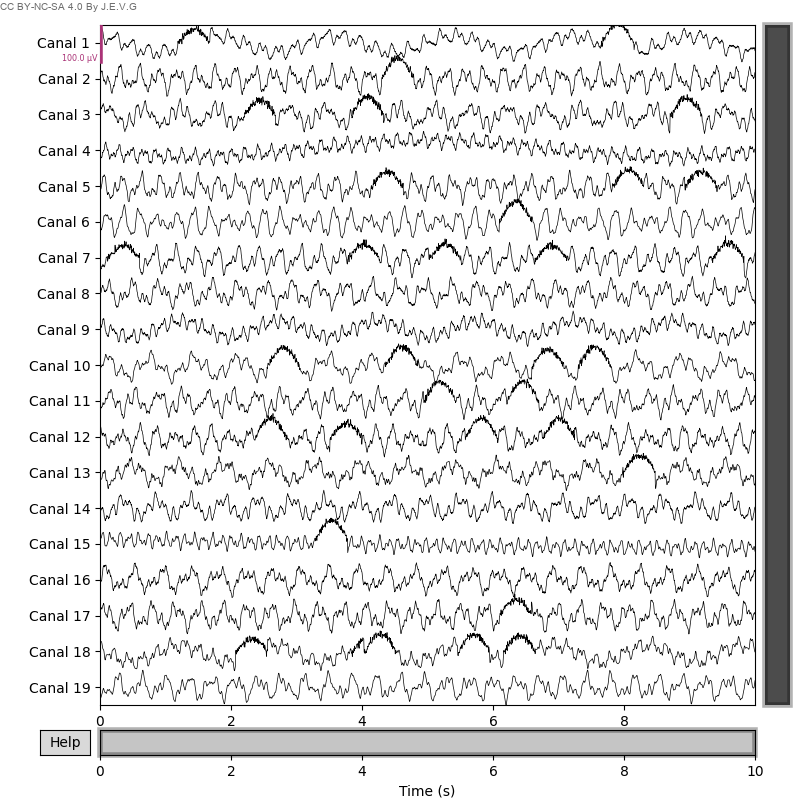 CC BY-NC-SA 4.0 By J.E.V.G
Canal 1
100.0 µV
Canal 2
Canal 3
Canal 4
Canal 5
Canal 6
Canal 7
Canal 8
Canal 9
Canal 10
Canal 11
Canal 12
Canal 13
Canal 14
Canal 15
Canal 16
Canal 17
Canal 18
Canal 19
0 2 4 6 8
Help
0 2 4 6 8 10
Time (s)